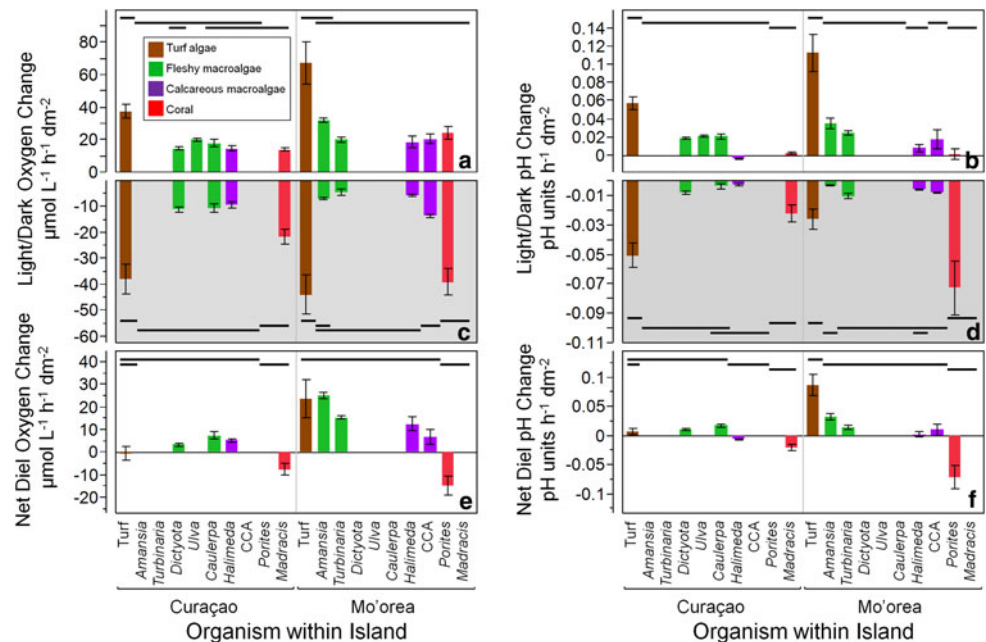 Light/Dark Oxygen Change
µmol L⁻¹ h⁻¹ dm⁻²
80
60
40
20
0
Turf algae
Fleshy macroalgae
Calcareous macroalgae
Coral
a
0
-10
-20
-30
-40
-50
-60
c
Net Diel Oxygen Change
µmol L⁻¹ h⁻¹ dm⁻²
40
30
20
10
0
-10
-20
e
Turf
Amansia
Turbinaria
Dictyota
Ulva
Caulerpa
Halimeda
CCA
Porites
Madracis
Turf
Amansia
Turbinaria
Dictyota
Ulva
Caulerpa
Halimeda
CCA
Porites
Madracis
Curaçao
Mo'orea
Organism within Island
Light/Dark pH Change
pH units h⁻¹ dm⁻²
0.14
0.12
0.1
0.08
0.06
0.04
0.02
0
b
-0.01
-0.03
-0.05
-0.07
-0.09
-0.11
d
Net Diel pH Change
pH units h⁻¹ dm⁻²
0.1
0.05
0
-0.05
-0.1
f
Turf
Amansia
Turbinaria
Dictyota
Ulva
Caulerpa
Halimeda
CCA
Porites
Madracis
Turf
Amansia
Turbinaria
Dictyota
Ulva
Caulerpa
Halimeda
CCA
Porites
Madracis
Curaçao
Mo'orea
Organism within Island